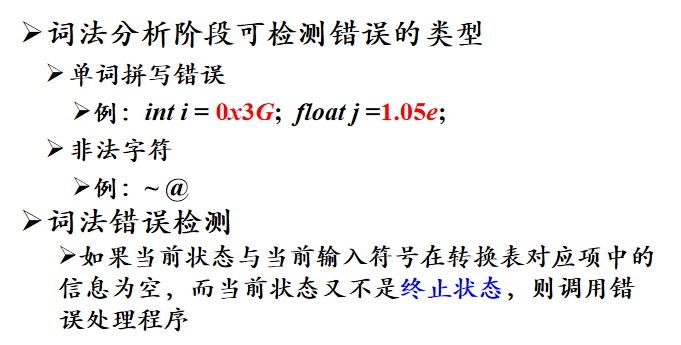 ➢词法分析阶段可检测错误的类型
➢单词拼写错误
➢例：int i = 0x3G; float j =1.05e;
➢非法字符
➢例：~ @
➢词法错误检测
➢如果当前状态与当前输入符号在转换表对应项中的
信息为空，而当前状态又不是终止状态，则调用错
误处理程序